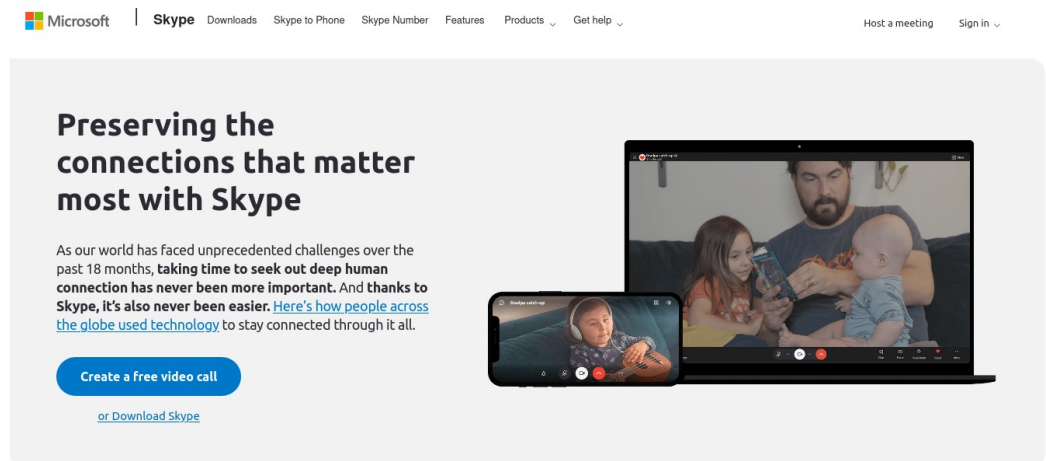 Microsoft
Skype Downloads Skype to Phone Skype Number Features Products Get help
Host a meeting Sign in
Preserving the
connections that matter
most with Skype
As our world has faced unprecedented challenges over the
past 18 months, taking time to seek out deep human
connection has never been more important. And thanks to
Skype, it's also never been easier. Here's how people across
the globe used technology to stay connected through it all.
Create a free video call
or Download Skype
Gradpa catch-up